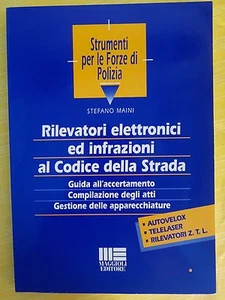 Strumenti
per le Forze di
Polizia
STEFANO MAINI
Rilevatori elettronici
ed infrazioni
al Codice della Strada
Guida all'accertamento
Compilazione degli atti
Gestione delle apparecchiature
• AUTOVELOX
• TELELASER
• RILEVATORI Z.T.L.
MAGGIOLI
EDITORE